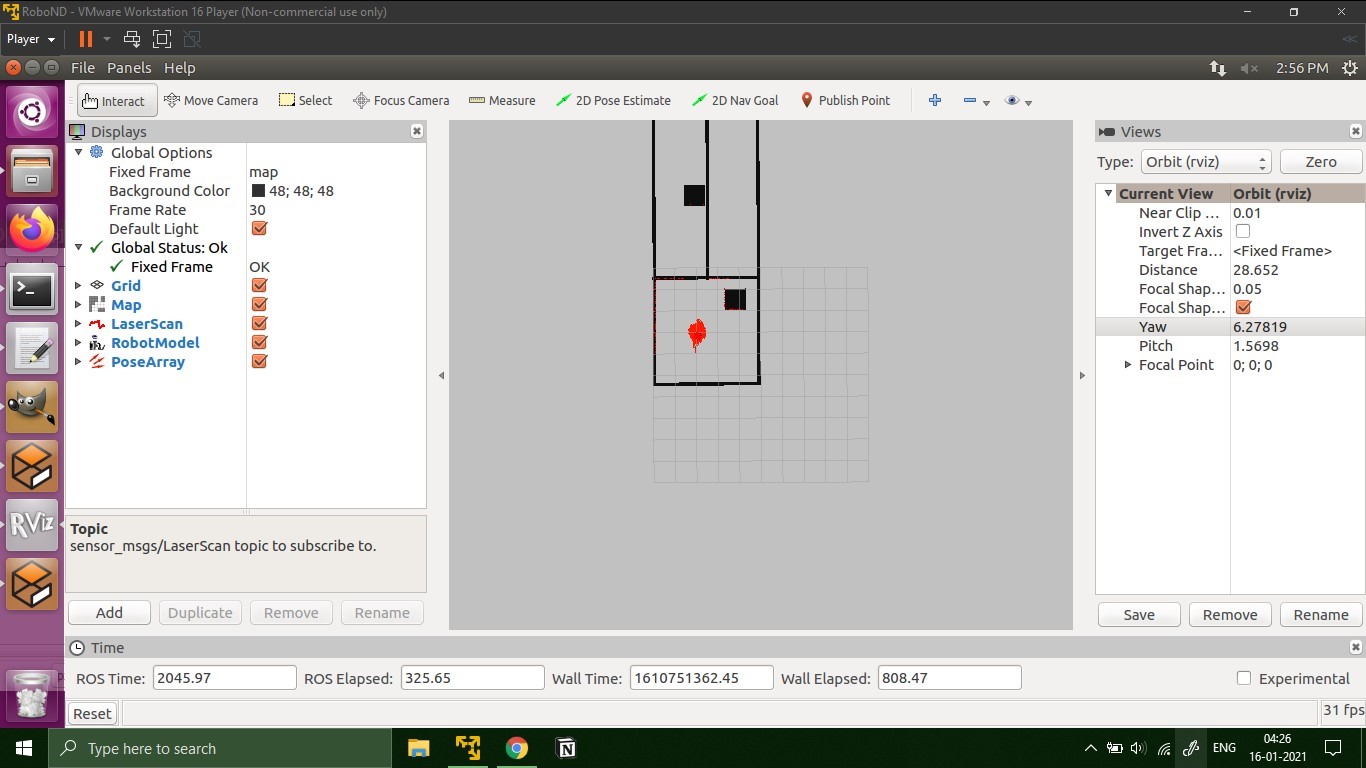 RoboND - VMware Workstation 16 Player (Non-commercial use only)
Player
File Panels Help
2:56 PM
Interact Move Camera Select Focus Camera Measure 2D Pose Estimate 2D Nav Goal Publish Point
Displays
Global Options
Fixed Frame map
Background Color 48; 48; 48
Frame Rate 30
Default Light
Global Status: Ok
Fixed Frame OK
Grid
Map
LaserScan
RobotModel
PoseArray
Topic
sensor_msgs/LaserScan topic to subscribe to.
Add Duplicate Remove Rename
Views
Type: Orbit (rviz) Zero
Current View Orbit (rviz)
Near Clip ... 0.01
Invert Z Axis
Target Fra... <Fixed Frame>
Distance 28.652
Focal Shap... 0.05
Focal Shap...
Yaw 6.27819
Pitch 1.5698
Focal Point 0; 0; 0
Save Remove Rename
RViz
Time
ROS Time: 2045.97 ROS Elapsed: 325.65 Wall Time: 1610751362.45 Wall Elapsed: 808.47 Experimental
Reset 31 fps
Type here to search
ENG
04:26
16-01-2021